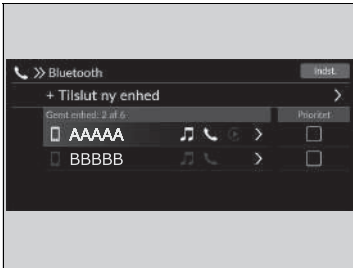 Bluetooth Indst.
+ Tilslut ny enhed
Gemt enhed: 2 af 6 Prioritet
AAAAA
BBBBB